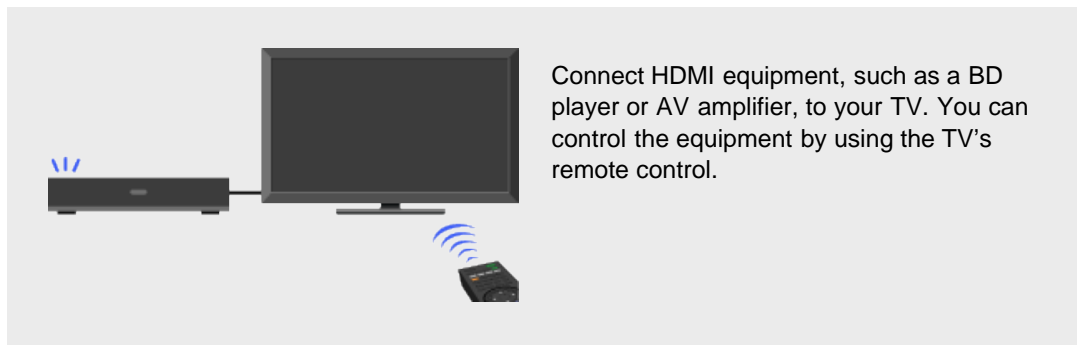 Connect HDMI equipment, such as a BD
player or AV amplifier, to your TV. You can
control the equipment by using the TV’s
remote control.